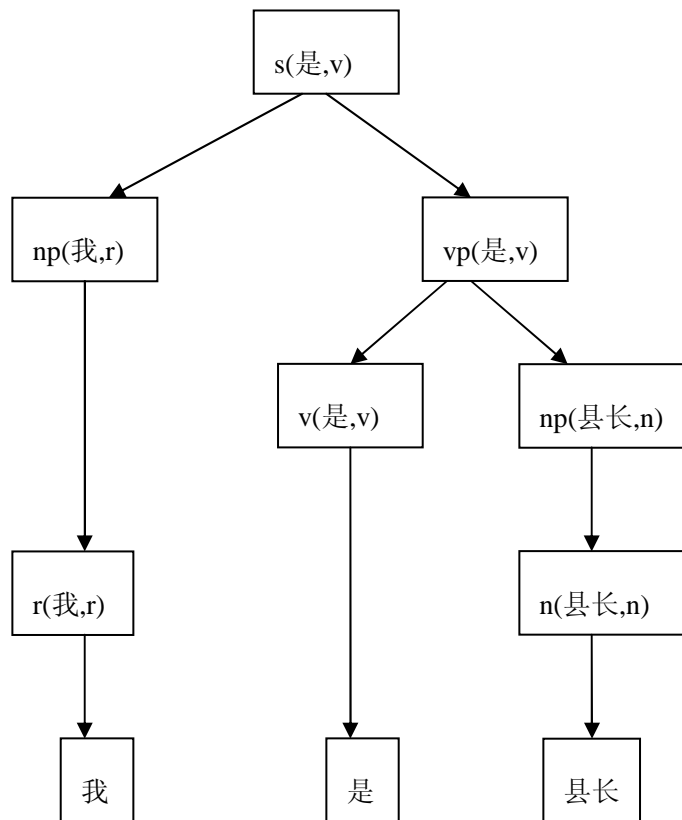 s(是,v)
np(我,r)
vp(是,v)
v(是,v)
np(县长,n)
r(我,r)
n(县长,n)
我
是
县长